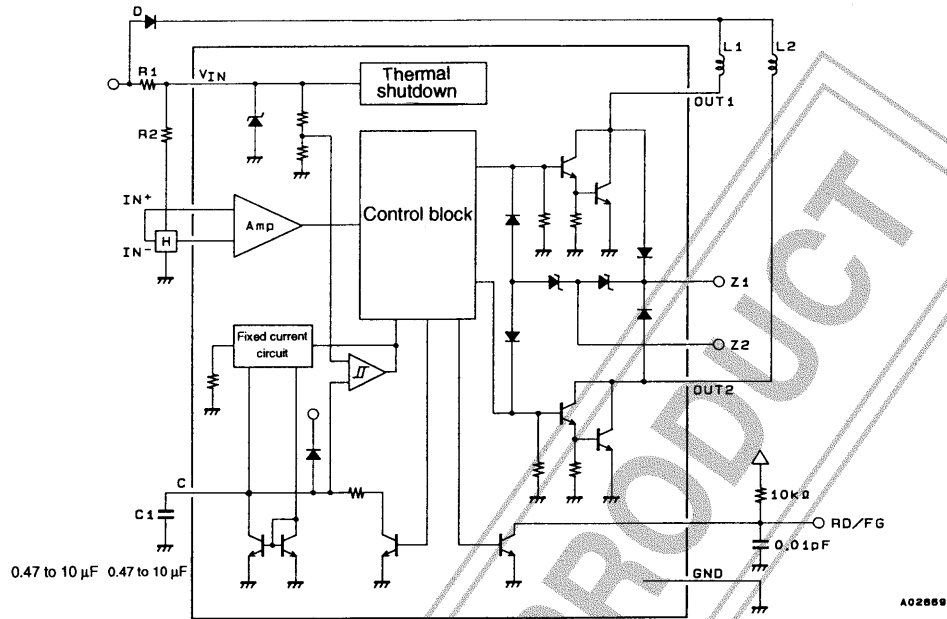 D
L1
L2
R1
VIN
Thermal
shutdown
OUT1
R2
IN+
IN-
H
Amp
Control block
Z1
Z2
Fixed current
circuit
OUT2
C
C1
10kΩ
RD/FG
0.01pF
0.47 to 10 µF 0.47 to 10 µF
GND
A02669
PRODUCT